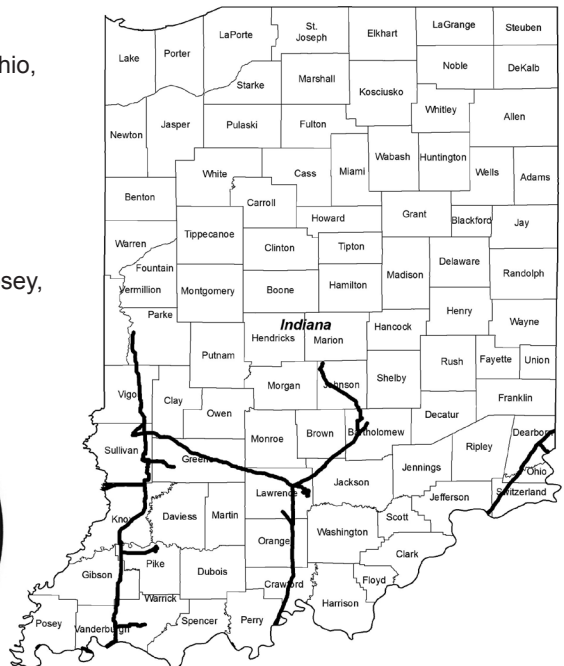 hio,
sey,
Lake
Porter
LaPorte
St.
Joseph
Elkhart
LaGrange
Steuben
Noble
DeKalb
Starke
Marshall
Kosciusko
Whitley
Allen
Newton
Jasper
Pulaski
Fulton
White
Cass
Miami
Wabash
Huntington
Wells
Adams
Benton
Carroll
Howard
Grant
Blackford
Jay
Warren
Tippecanoe
Clinton
Tipton
Madison
Delaware
Randolph
Fountain
Vermillion
Montgomery
Boone
Hamilton
Henry
Wayne
Parke
Putnam
Indiana
Hendricks
Marion
Hancock
Rush
Fayette
Union
Vigo
Clay
Owen
Morgan
Johnson
Shelby
Franklin
Decatur
Sullivan
Greene
Monroe
Brown
Bartholomew
Ripley
Dearborn
Ohio
Switzerland
Jennings
Jefferson
Lawrence
Jackson
Knox
Daviess
Martin
Orange
Washington
Scott
Clark
Gibson
Pike
Dubois
Crawford
Floyd
Harrison
Posey
Vanderburgh
Warrick
Spencer
Perry